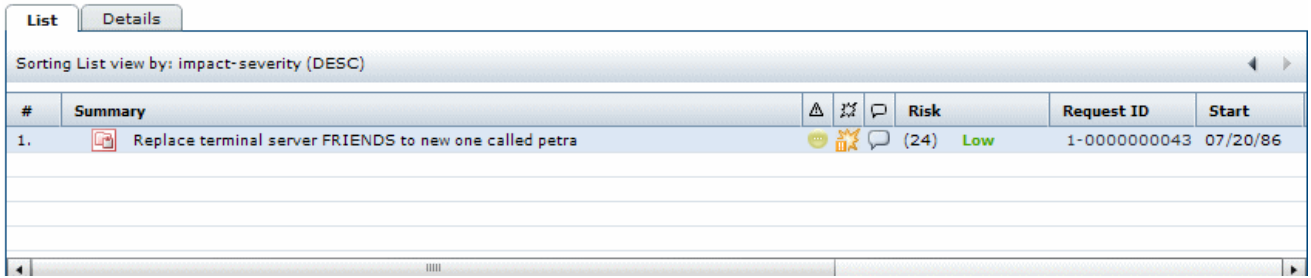 List Details
Sorting List view by: impact-severity (DESC)
# Summary Risk Request ID Start
1. Replace terminal server FRIENDS to new one called petra (24) Low 1-0000000043 07/20/86